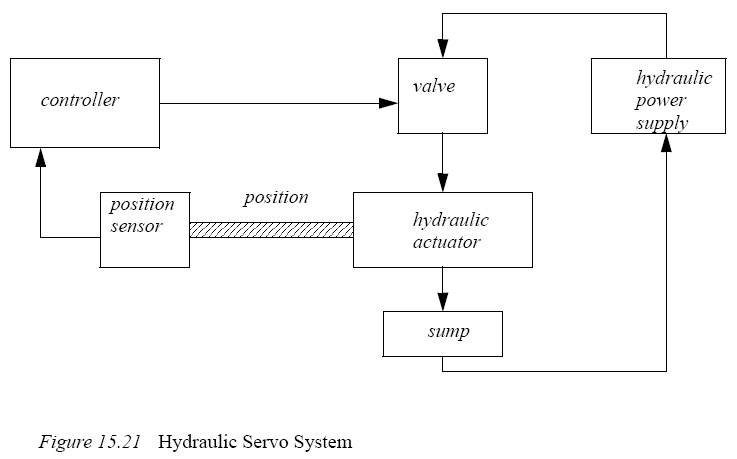 controller
valve
hydraulic
power
supply
position
sensor
position
hydraulic
actuator
sump
Figure 15.21 Hydraulic Servo System